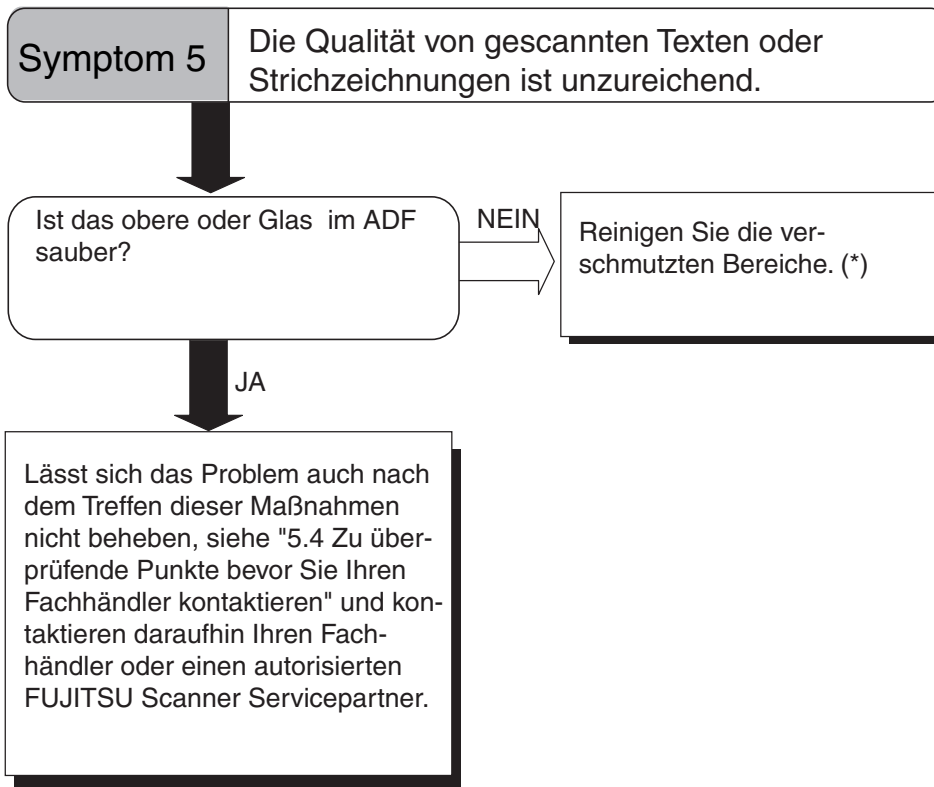 Symptom 5
Die Qualität von gescannten Texten oder
Strichzeichnungen ist unzureichend.
Ist das obere oder Glas im ADF
sauber?
NEIN
Reinigen Sie die ver-
schmutzten Bereiche. (*)
JA
Lässt sich das Problem auch nach
dem Treffen dieser Maßnahmen
nicht beheben, siehe "5.4 Zu über-
prüfende Punkte bevor Sie Ihren
Fachhändler kontaktieren" und kon-
taktieren daraufhin Ihren Fach-
händler oder einen autorisierten
FUJITSU Scanner Servicepartner.